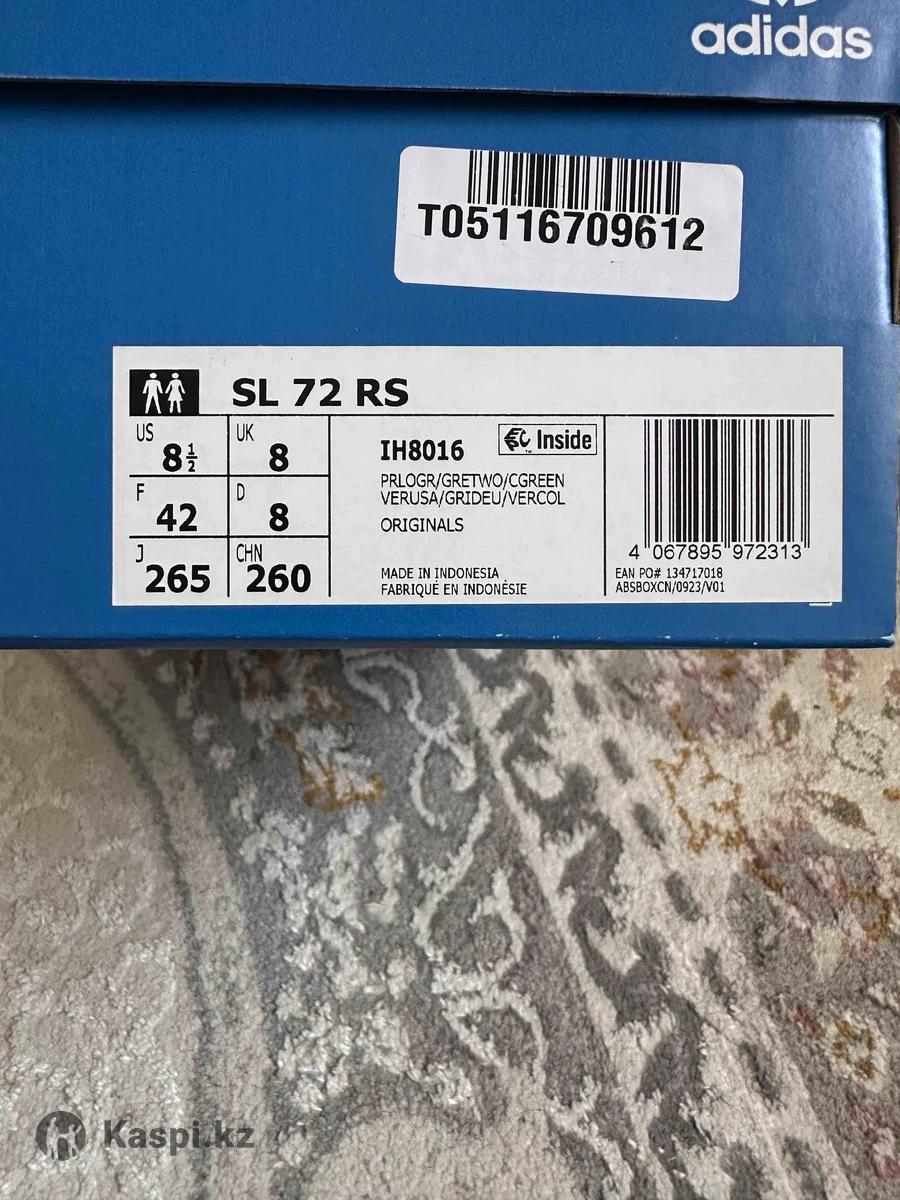 adidas
T05116709612
SL 72 RS
US 8½
UK 8
F 42
D 8
J 265
CHN 260
IH8016
Inside
PRLOGR/GRETWO/CGREEN
VERUSA/GRIDEU/VERCOL
ORIGINALS
MADE IN INDONESIA
FABRIQUÉ EN INDONÉSIE
4 067895 972313
EAN PO# 134717018
ABSBOXCN/0923/V01
Kaspi.kz